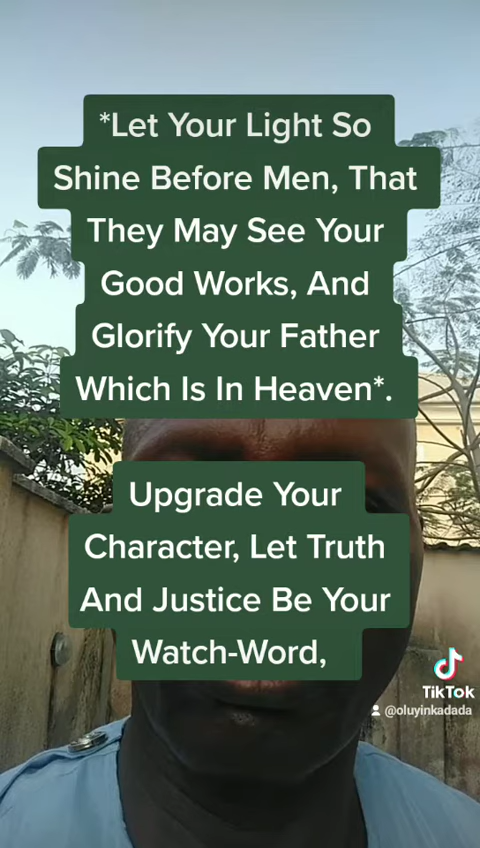 *Let Your Light So
Shine Before Men, That
They May See Your
Good Works, And
Glorify Your Father
Which Is In Heaven*.
Upgrade Your
Character, Let Truth
And Justice Be Your
Watch-Word,
TikTok
@oluyinkadada